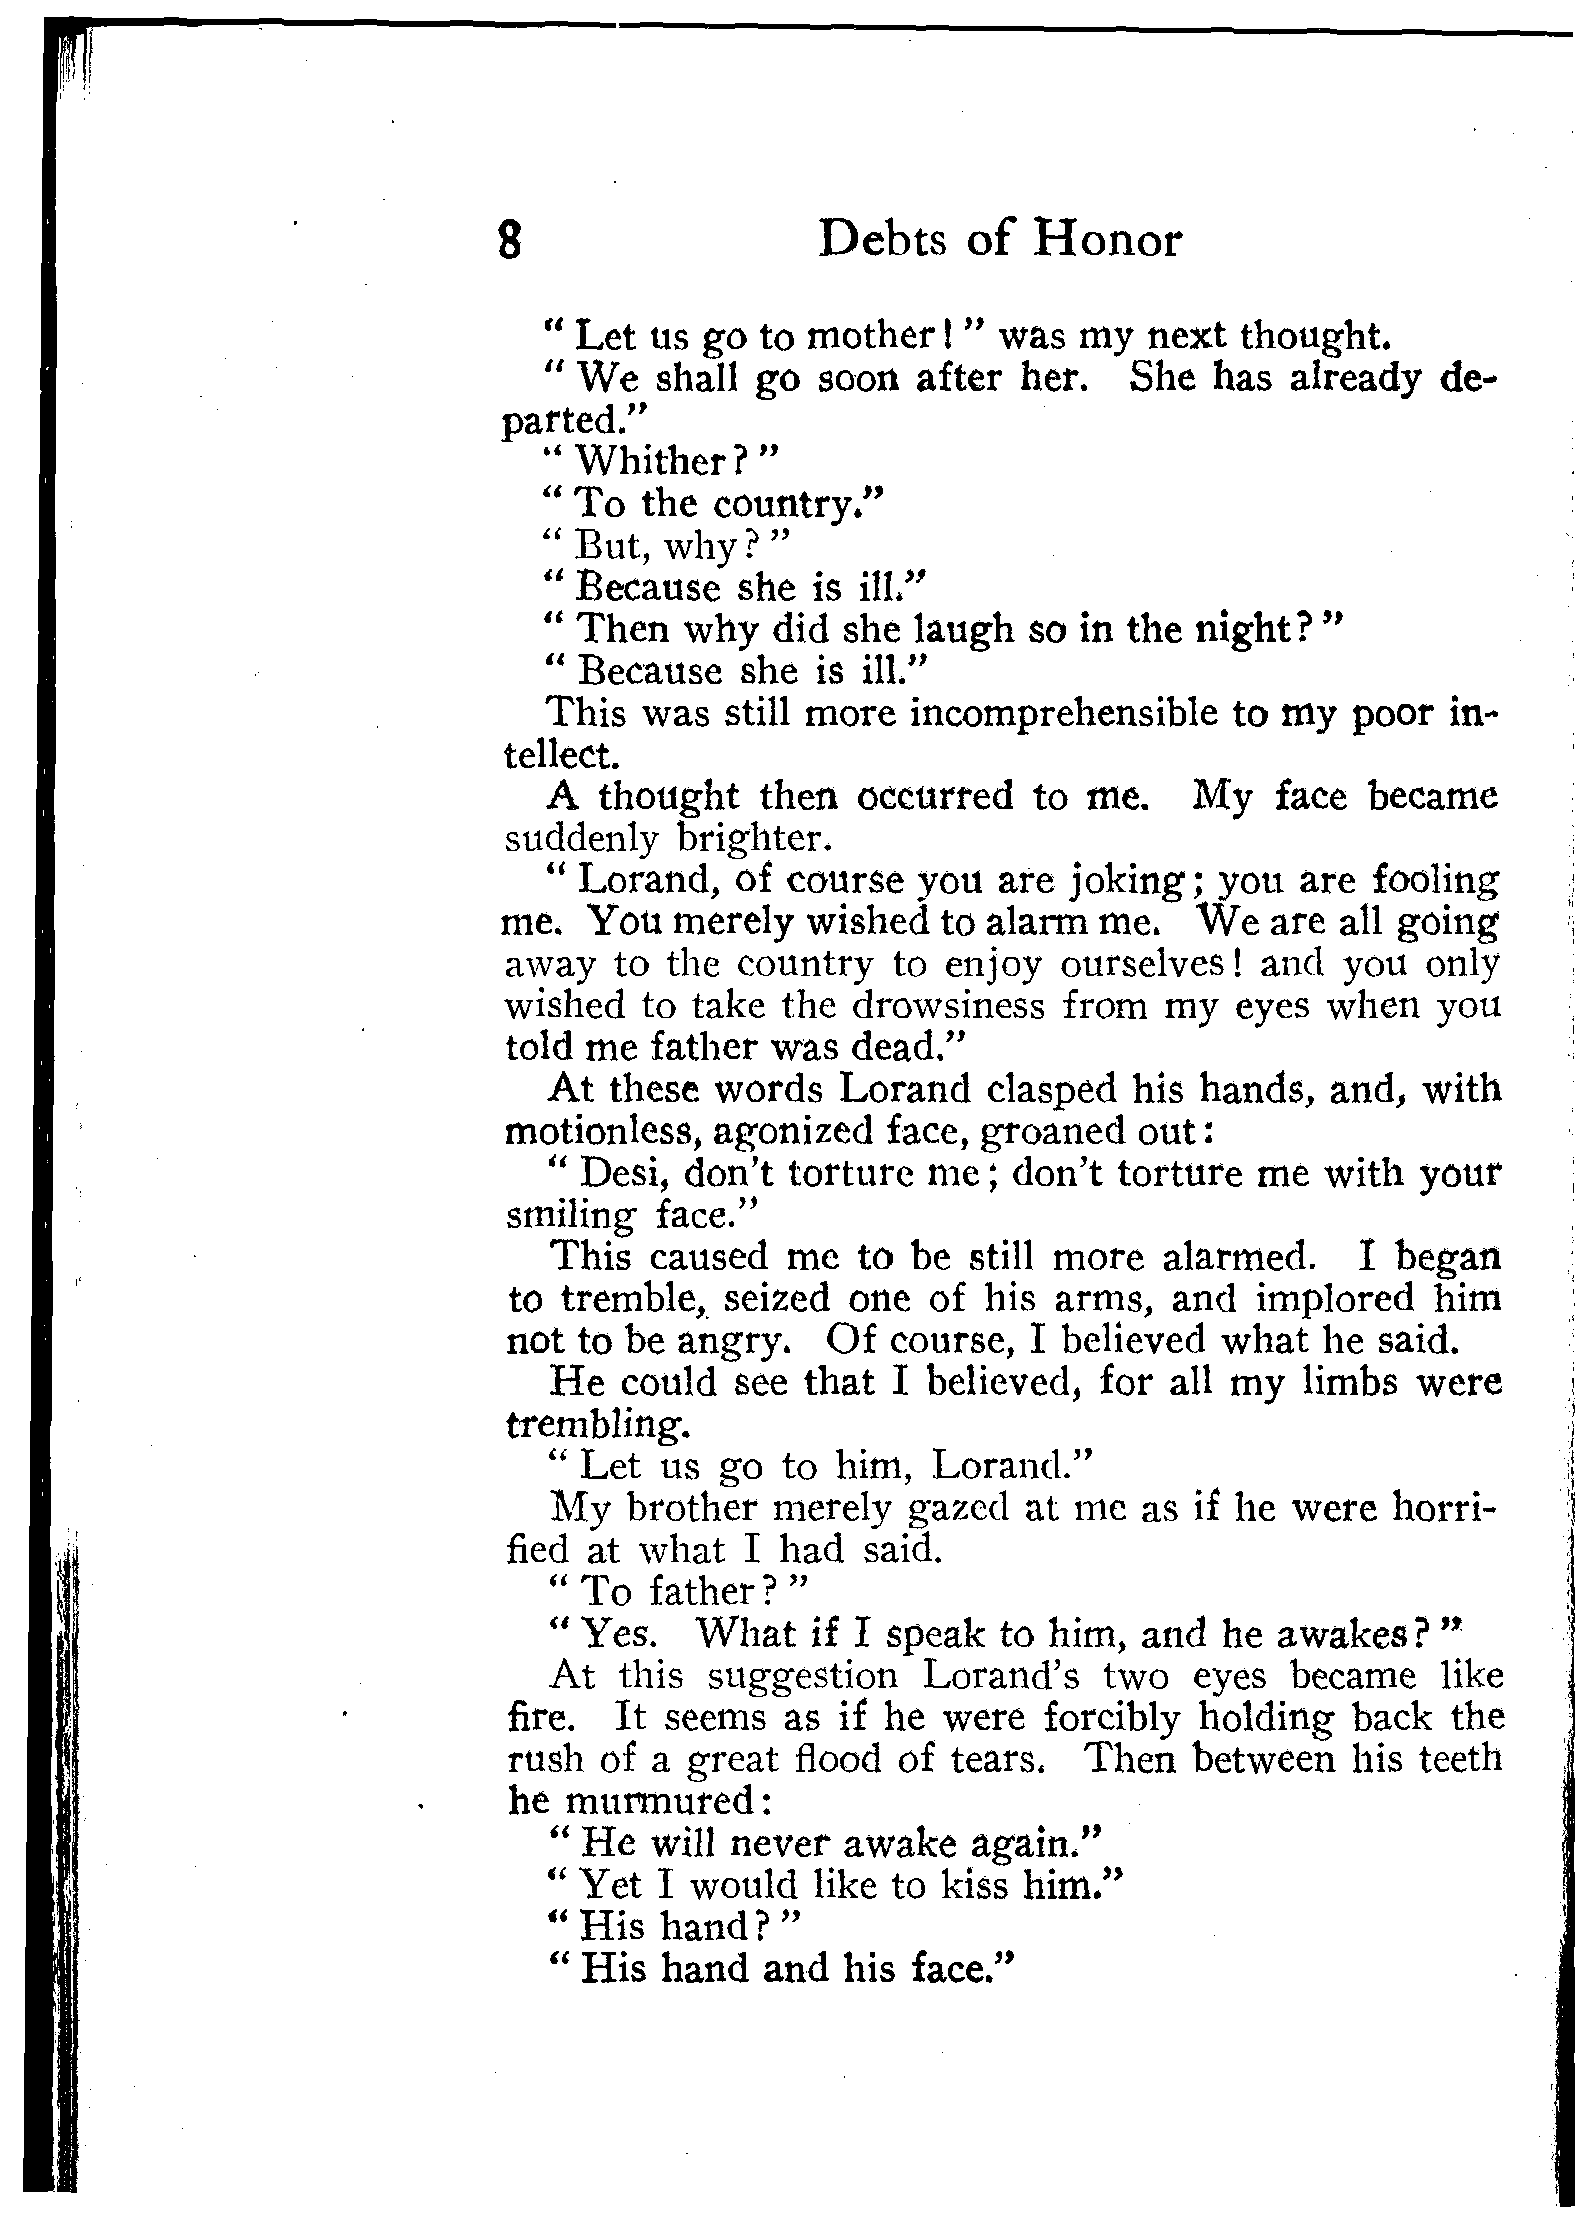 8 Debts of Honor
" Let us go to mother! " was my next thought.
" We shall go soon after her. She has already de-
parted."
" Whither? "
" To the country."
" But, why? "
" Because she is ill."
" Then why did she laugh so in the night? "
" Because she is ill."
This was still more incomprehensible to my poor in-
tellect.
A thought then occurred to me. My face became
suddenly brighter.
" Lorand, of course you are joking; you are fooling
me. You merely wished to alarm me. We are all going
away to the country to enjoy ourselves! and you only
wished to take the drowsiness from my eyes when you
told me father was dead."
At these words Lorand clasped his hands, and, with
motionless, agonized face, groaned out:
" Desi, don't torture me; don't torture me with your
smiling face."
This caused me to be still more alarmed. I began
to tremble, seized one of his arms, and implored him
not to be angry. Of course, I believed what he said.
He could see that I believed, for all my limbs were
trembling.
" Let us go to him, Lorand."
My brother merely gazed at me as if he were horri-
fied at what I had said.
" To father? "
" Yes. What if I speak to him, and he awakes? "
At this suggestion Lorand's two eyes became like
fire. It seems as if he were forcibly holding back the
rush of a great flood of tears. Then between his teeth
he murmured:
" He will never awake again."
" Yet I would like to kiss him."
" His hand? "
" His hand and his face."